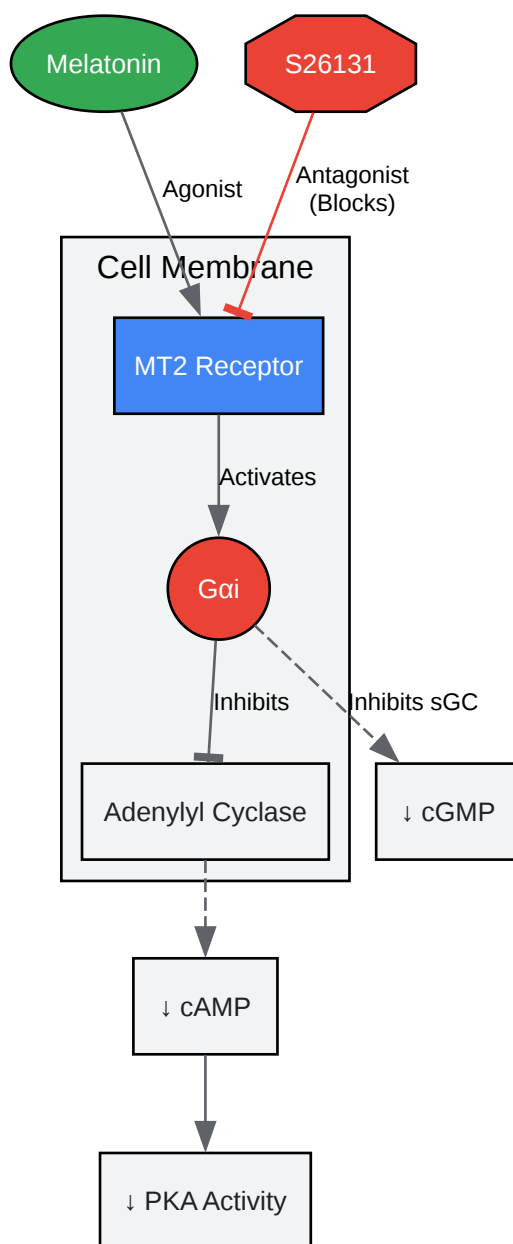 Melatonin
S26131
Agonist
Antagonist
(Blocks)
Cell Membrane
MT2 Receptor
Activates
Gαi
Inhibits
Inhibits sGC
Adenylyl Cyclase
↓ cGMP
↓ cAMP
↓ PKA Activity